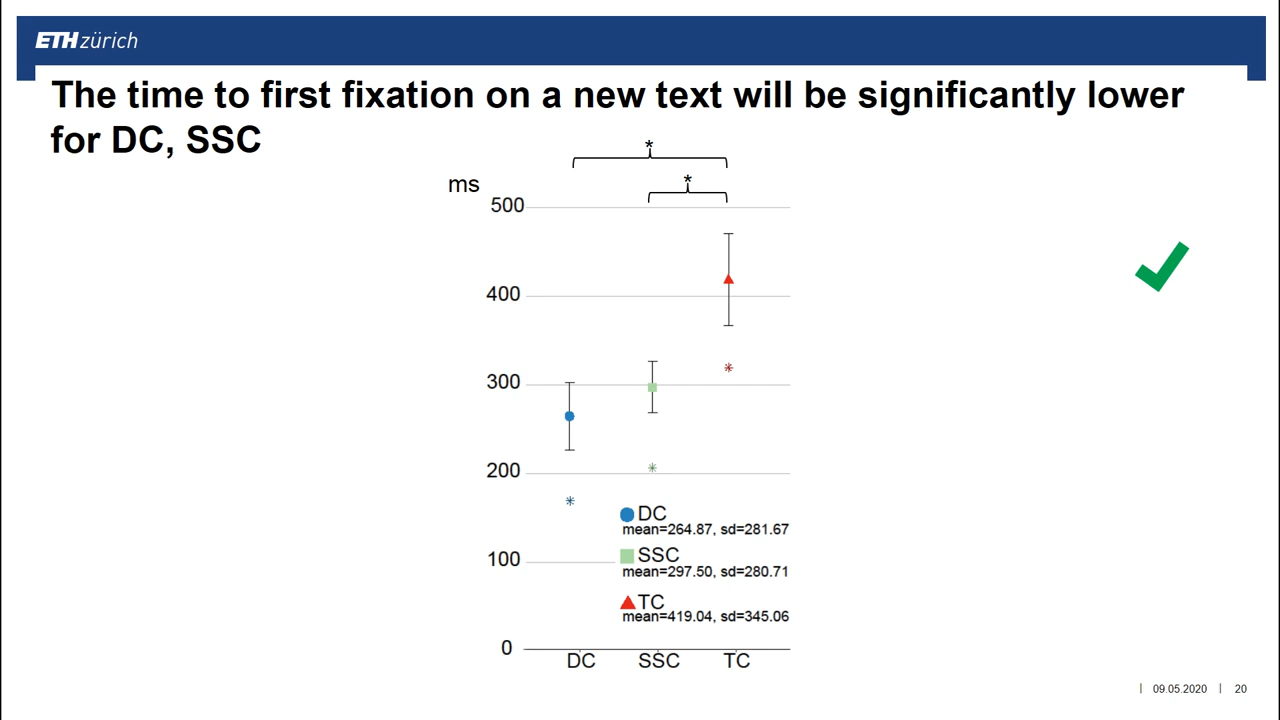 ETH zürich
The time to first fixation on a new text will be significantly lower
for DC, SSC
*
*
ms
500
400
300
200
100
0
DC
mean=264.87, sd=281.67
SSC
mean=297.50, sd=280.71
TC
mean=419.04, sd=345.06
DC SSC TC
| 09.05.2020 | 20